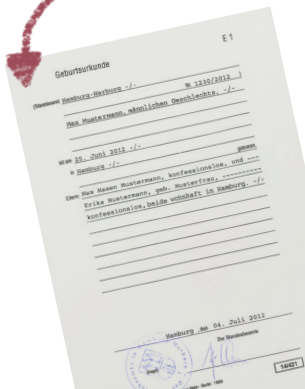 E 1
Geburtsurkunde
(Standesamt Hamburg-Harburg -/- Nr. 1230/2012 )
Max Mustermann, männlichen Geschlechts, -/-
ist am 25. Juni 2012 -/-
in Hamburg -/- geboren.
Eltern: Max Maxen Mustermann, konfessionslos, und ---
Erika Mustermann, geb. Musterfrau, ----------
konfessionslos, beide wohnhaft in Hamburg. -/-
Hamburg ,den 04. Juli 2012
Der Standesbeamte